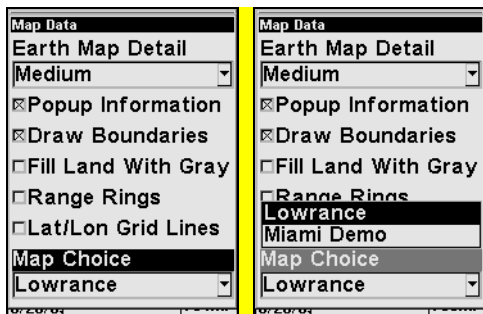 Map Data
Earth Map Detail
Medium
Popup Information
Draw Boundaries
Fill Land With Gray
Range Rings
Lat/Lon Grid Lines
Map Choice
Lowrance
Map Data
Earth Map Detail
Medium
Popup Information
Draw Boundaries
Fill Land With Gray
Range Rings
Lowrance
Miami Demo
Map Choice
Lowrance